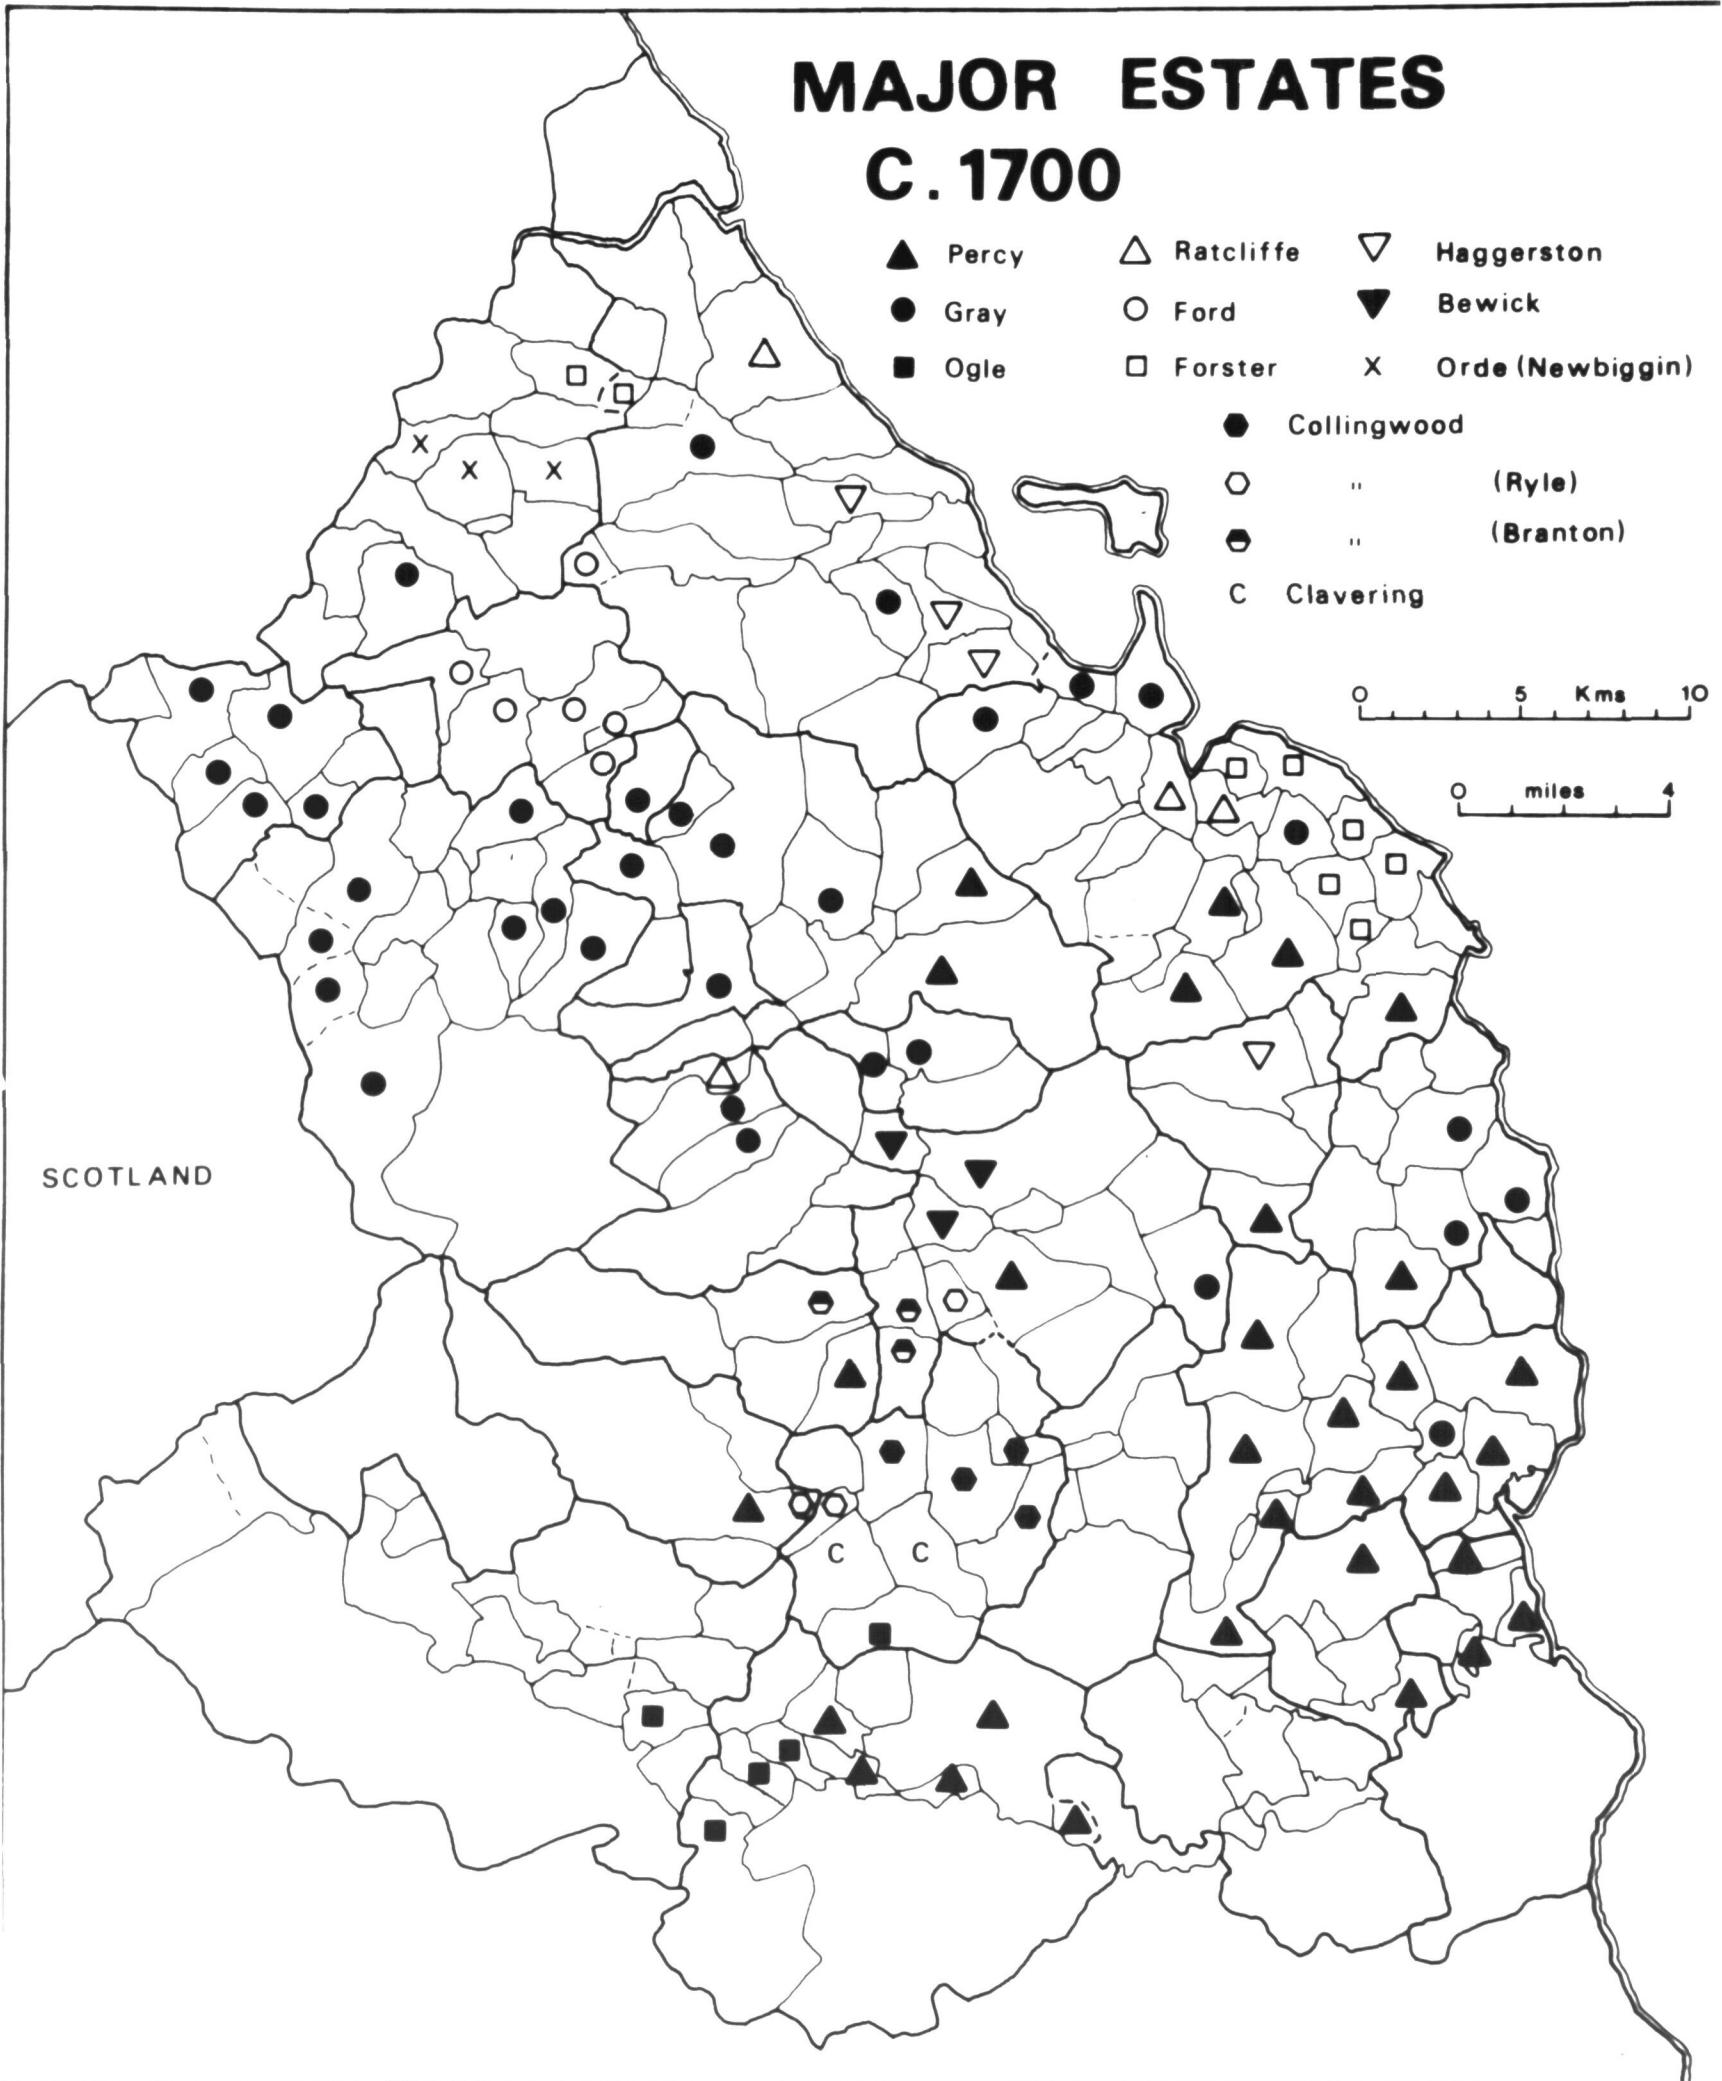 MAJOR ESTATES
C. 1700
Percy Ratcliffe Haggerston
Gray Ford Bewick
Ogle Forster X Orde (Newbiggin)
Collingwood
" (Ryle)
" (Branton)
C Clavering
0 5 Kms 10
0 miles 4
X
X X
SCOTLAND
C C